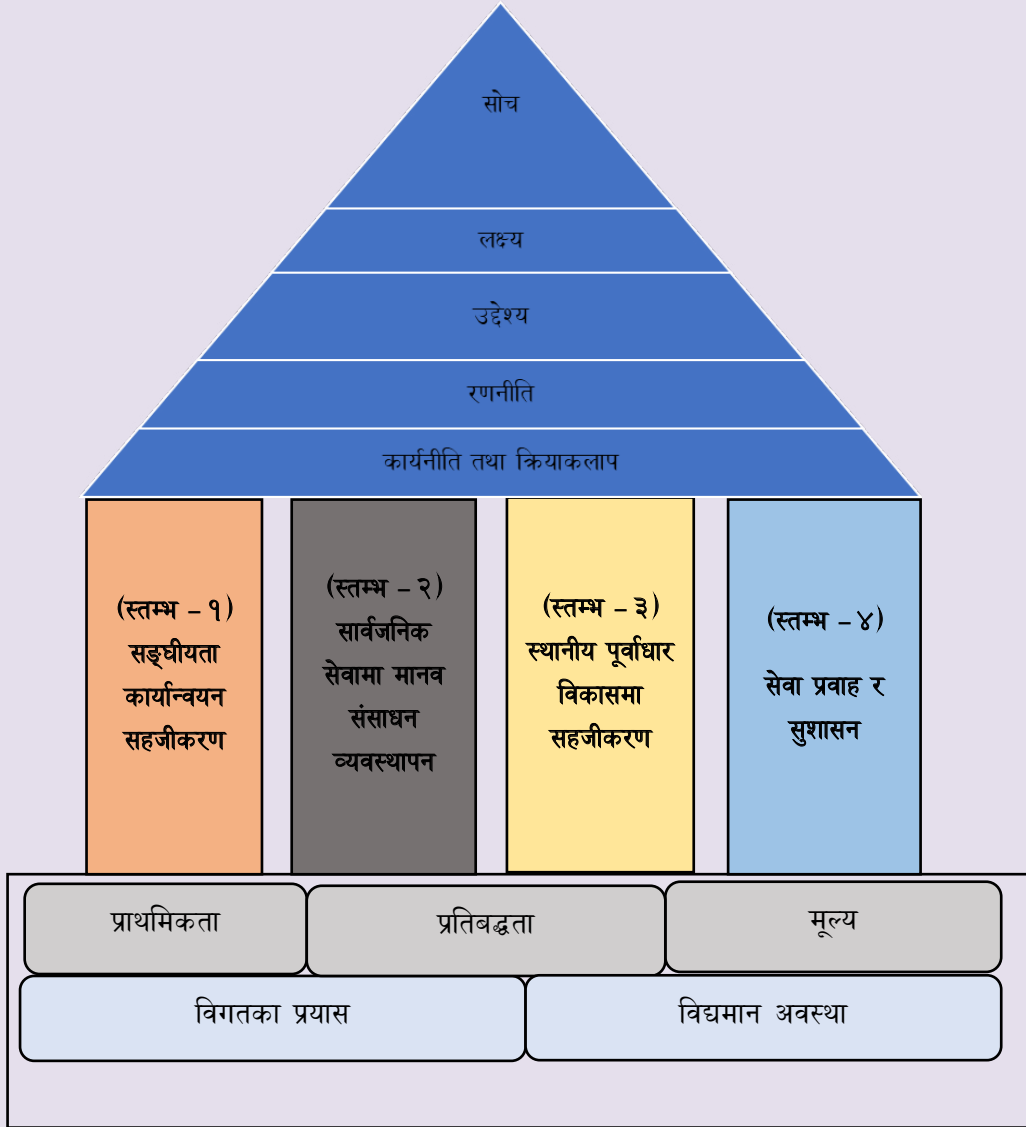 सोच
लक्ष्य
उद्देश्य
रणनीति
कार्यनीति तथा क्रियाकलाप
(स्तम्भ – १)
सङ्घीयता
कार्यान्वयन
सहजीकरण
(स्तम्भ – २)
सार्वजनिक
सेवामा मानव
संसाधन
व्यवस्थापन
(स्तम्भ – ३)
स्थानीय पूर्वाधार
विकासमा
सहजीकरण
(स्तम्भ – ४)
सेवा प्रवाह र
सुशासन
प्राथमिकता
प्रतिबद्धता
मूल्य
विगतका प्रयास
विद्यमान अवस्था